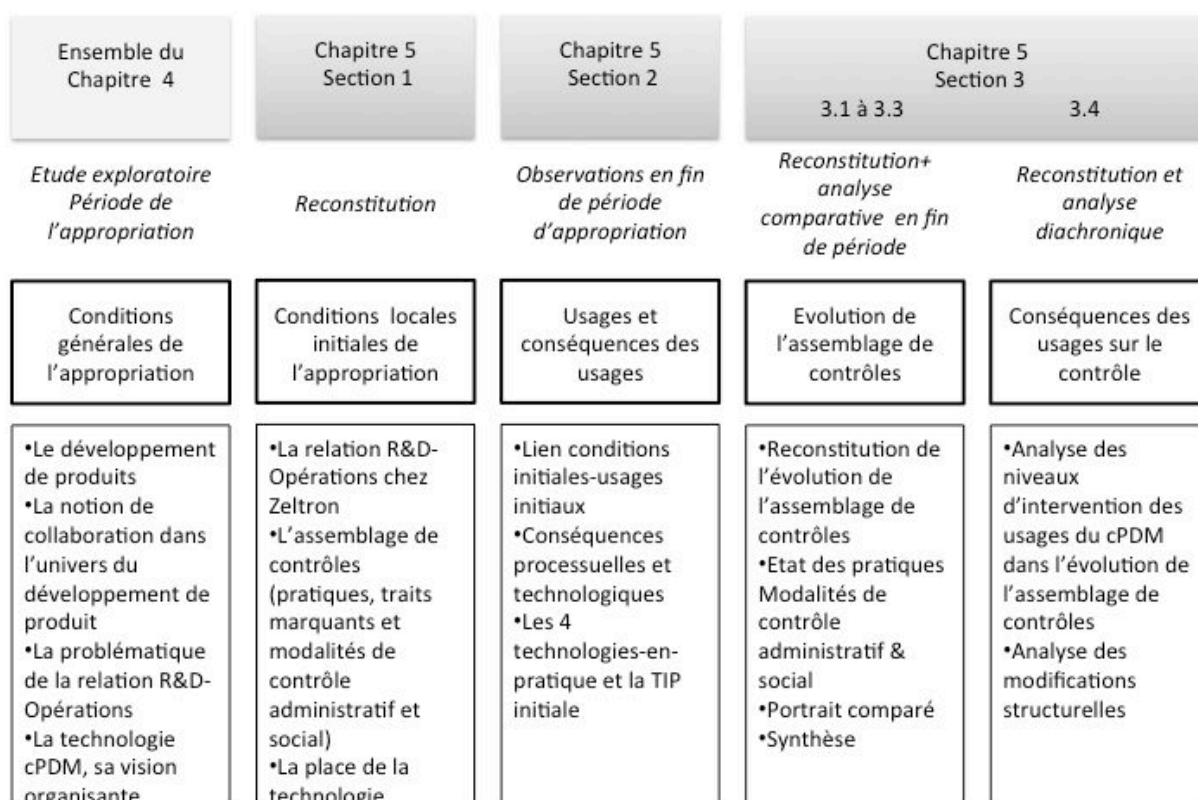 Ensemble du
Chapitre 4
Chapitre 5
Section 1
Chapitre 5
Section 2
Chapitre 5
Section 3
3.1 à 3.3
3.4
Etude exploratoire
Période de
l'appropriation
Reconstitution
Observations en fin
de période
d'appropriation
Reconstitution+
analyse
comparative en fin
de période
Reconstitution et
analyse
diachronique
Conditions
générales de
l'appropriation
Conditions locales
initiales de
l'appropriation
Usages et
conséquences des
usages
Evolution de
l'assemblage de
contrôles
Conséquences des
usages sur le
contrôle
•Le développement
de produits
•La notion de
collaboration dans
l'univers du
développement de
produit
•La problématique
de la relation R&D-
Opérations
•La technologie
cPDM, sa vision
organisante
•La relation R&D-
Opérations chez
Zeltron
•L'assemblage de
contrôles
(pratiques, traits
marquants et
modalités de
contrôle
administratif et
social)
•La place de la
technologie
•Lien conditions
initiales-usages
initiaux
•Conséquences
processuelles et
technologiques
•Les 4
technologies-en-
pratique et la TIP
initiale
•Reconstitution de
l'évolution de
l'assemblage de
contrôles
•Etat des pratiques
Modalités de
contrôle
administratif &
social
•Portrait comparé
•Synthèse
•Analyse des
niveaux
d'intervention des
usages du cPDM
dans l'évolution de
l'assemblage de
contrôles
•Analyse des
modifications
structurelles